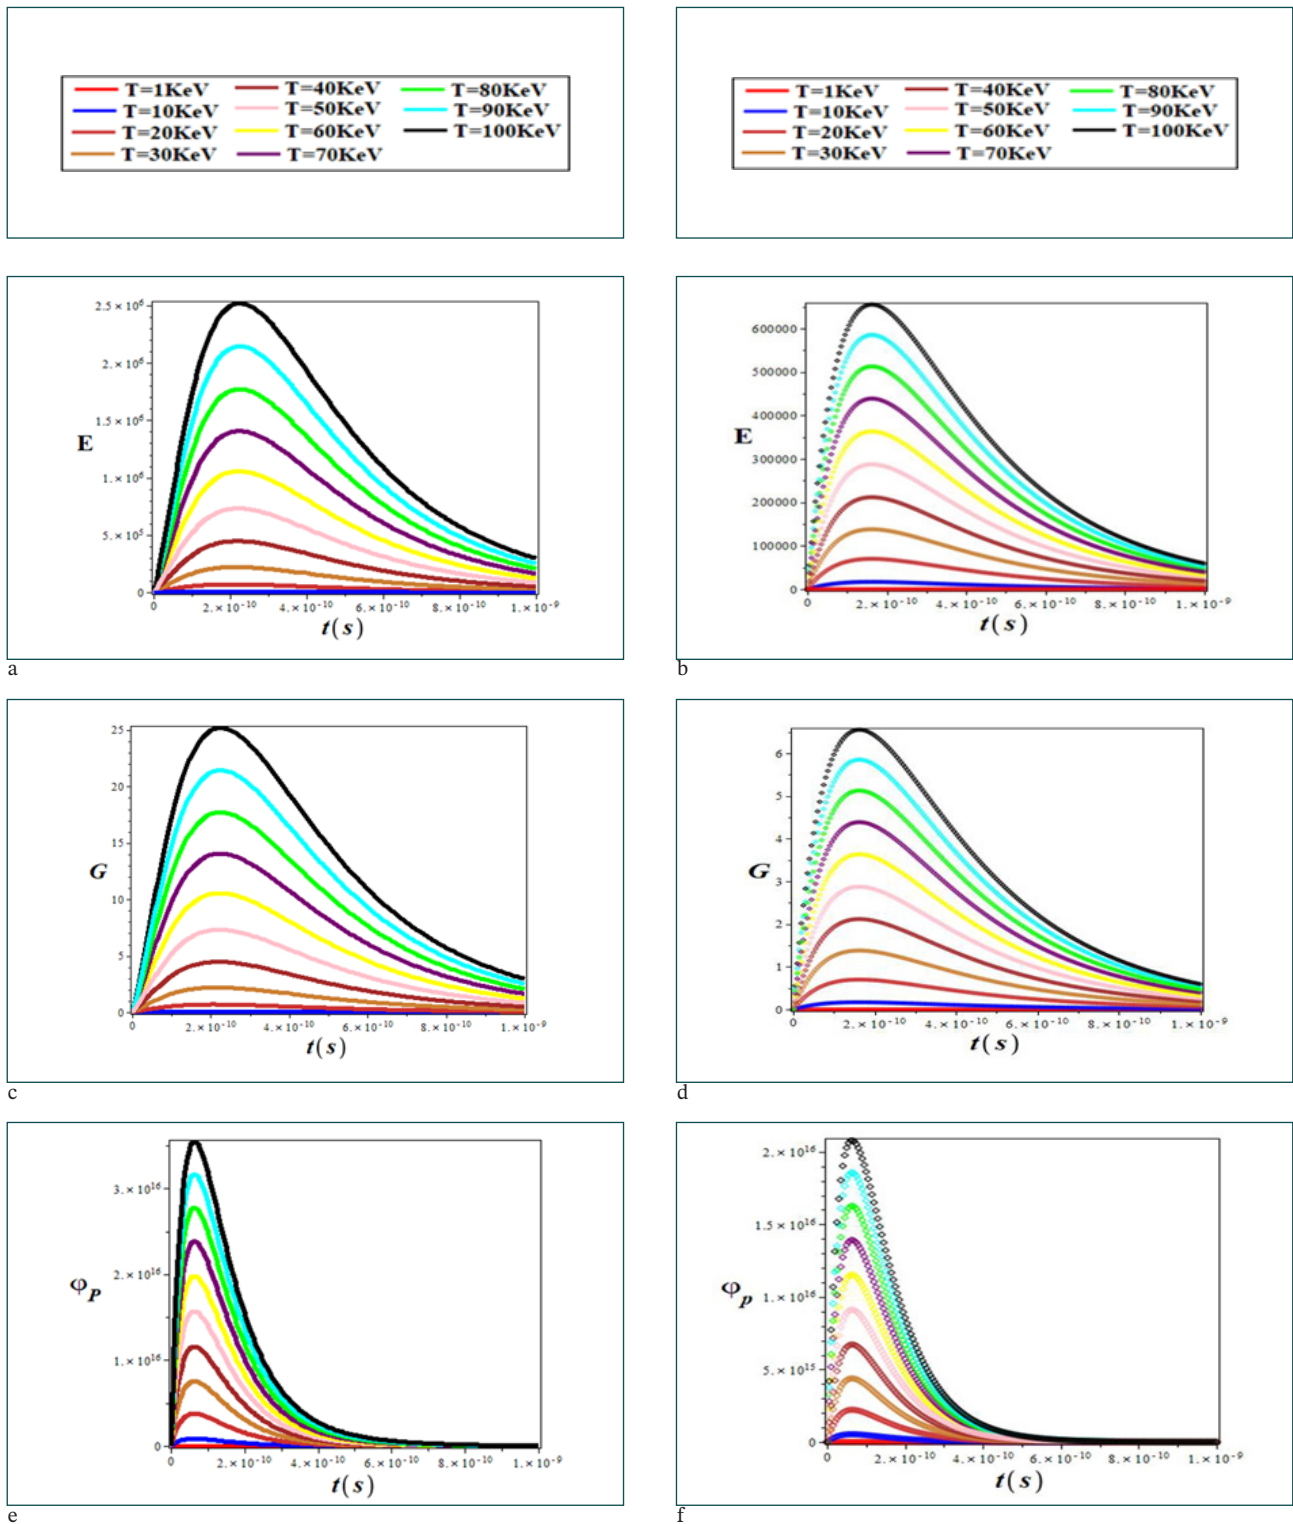 T=1KeV T=40KeV T=80KeV
T=10KeV T=50KeV T=90KeV
T=20KeV T=60KeV T=100KeV
T=30KeV T=70KeV
T=1KeV T=40KeV T=80KeV
T=10KeV T=50KeV T=90KeV
T=20KeV T=60KeV T=100KeV
T=30KeV T=70KeV
2.5×10⁶
2.×10⁶
1.5×10⁶
E
1.×10⁶
5.×10⁵
0
0 2.×10⁻¹⁰ 4.×10⁻¹⁰ 6.×10⁻¹⁰ 8.×10⁻¹⁰ 1.×10⁻⁹
t(s)
a
600000
500000
400000
E
300000
200000
100000
0
0 2.×10⁻¹⁰ 4.×10⁻¹⁰ 6.×10⁻¹⁰ 8.×10⁻¹⁰ 1.×10⁻⁹
t(s)
b
25
20
15
G
10
5
0
0 2.×10⁻¹⁰ 4.×10⁻¹⁰ 6.×10⁻¹⁰ 8.×10⁻¹⁰ 1.×10⁻⁹
t(s)
c
6
5
4
G
3
2
1
0
0 2.×10⁻¹⁰ 4.×10⁻¹⁰ 6.×10⁻¹⁰ 8.×10⁻¹⁰ 1.×10⁻⁹
t(s)
d
3.×10¹⁶
2.×10¹⁶
φP
1.×10¹⁶
0
0 2.×10⁻¹⁰ 4.×10⁻¹⁰ 6.×10⁻¹⁰ 8.×10⁻¹⁰ 1.×10⁻⁹
t(s)
e
2.×10¹⁶
1.5×10¹⁶
φp
1.×10¹⁶
5.×10¹⁵
0
0 2.×10⁻¹⁰ 4.×10⁻¹⁰ 6.×10⁻¹⁰ 8.×10⁻¹⁰ 1.×10⁻⁹
t(s)
f